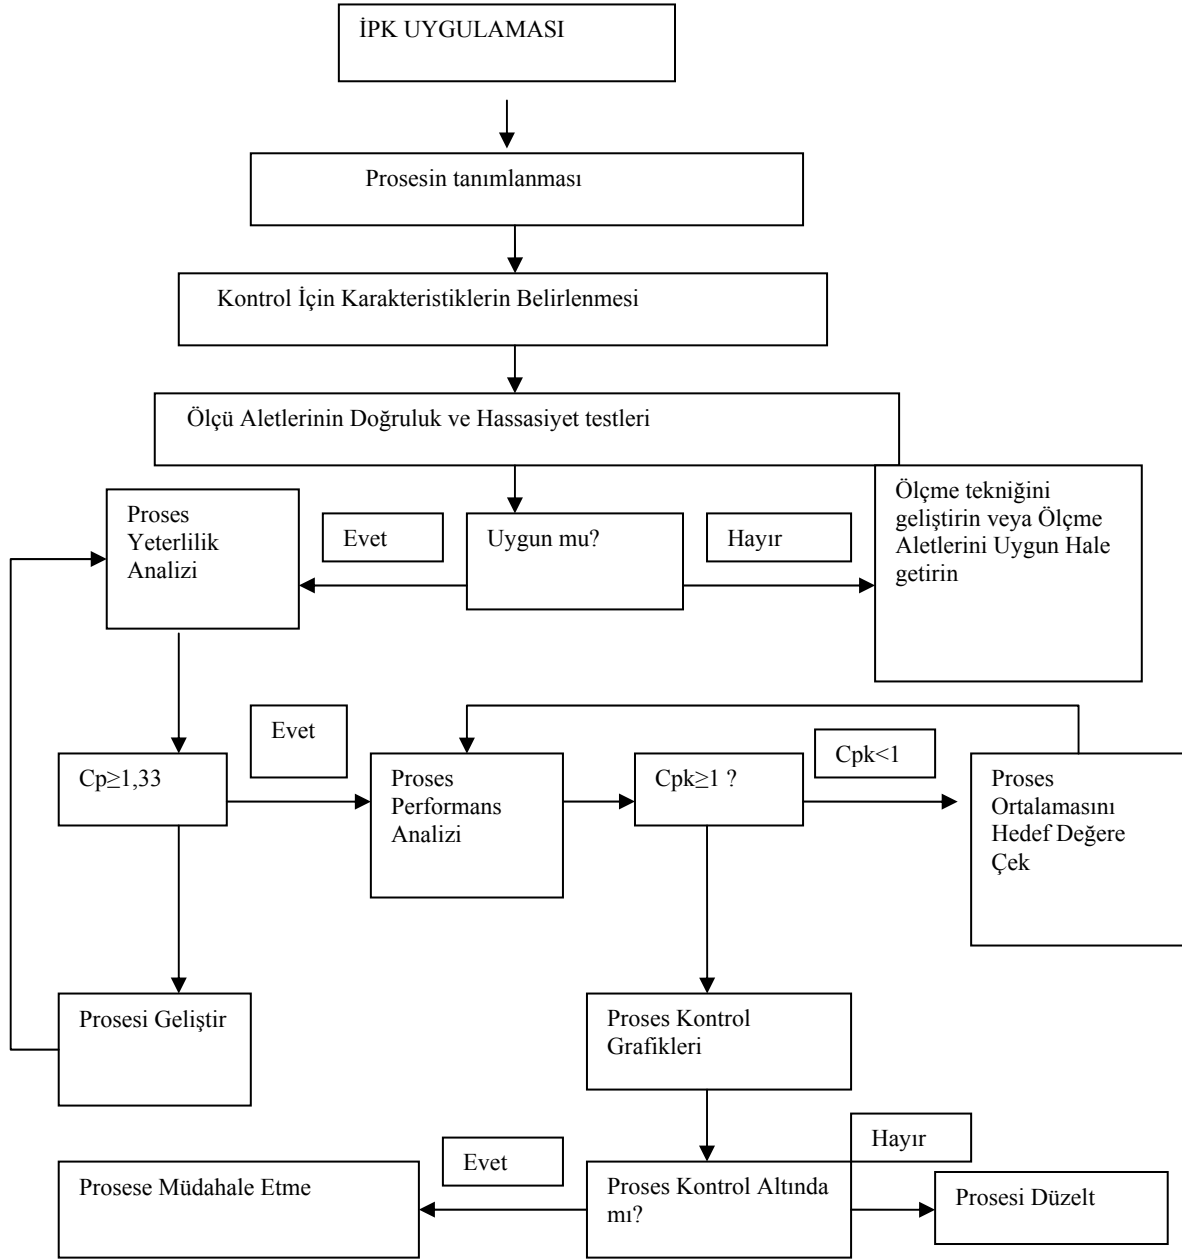 İPK UYGULAMASI
Prosesin tanımlanması
Kontrol İçin Karakteristiklerin Belirlenmesi
Ölçü Aletlerinin Doğruluk ve Hassasiyet testleri
Proses
Yeterlilik
Analizi
Evet
Uygun mu?
Hayır
Ölçme tekniğini
geliştirin veya Ölçme
Aletlerini Uygun Hale
getirin
Cp≥1,33
Evet
Proses
Performans
Analizi
Cpk≥1 ?
Cpk<1
Proses
Ortalamasını
Hedef Değere
Çek
Prosesi Geliştir
Proses Kontrol
Grafikleri
Prosese Müdahale Etme
Evet
Proses Kontrol Altında
mı?
Hayır
Prosesi Düzelt